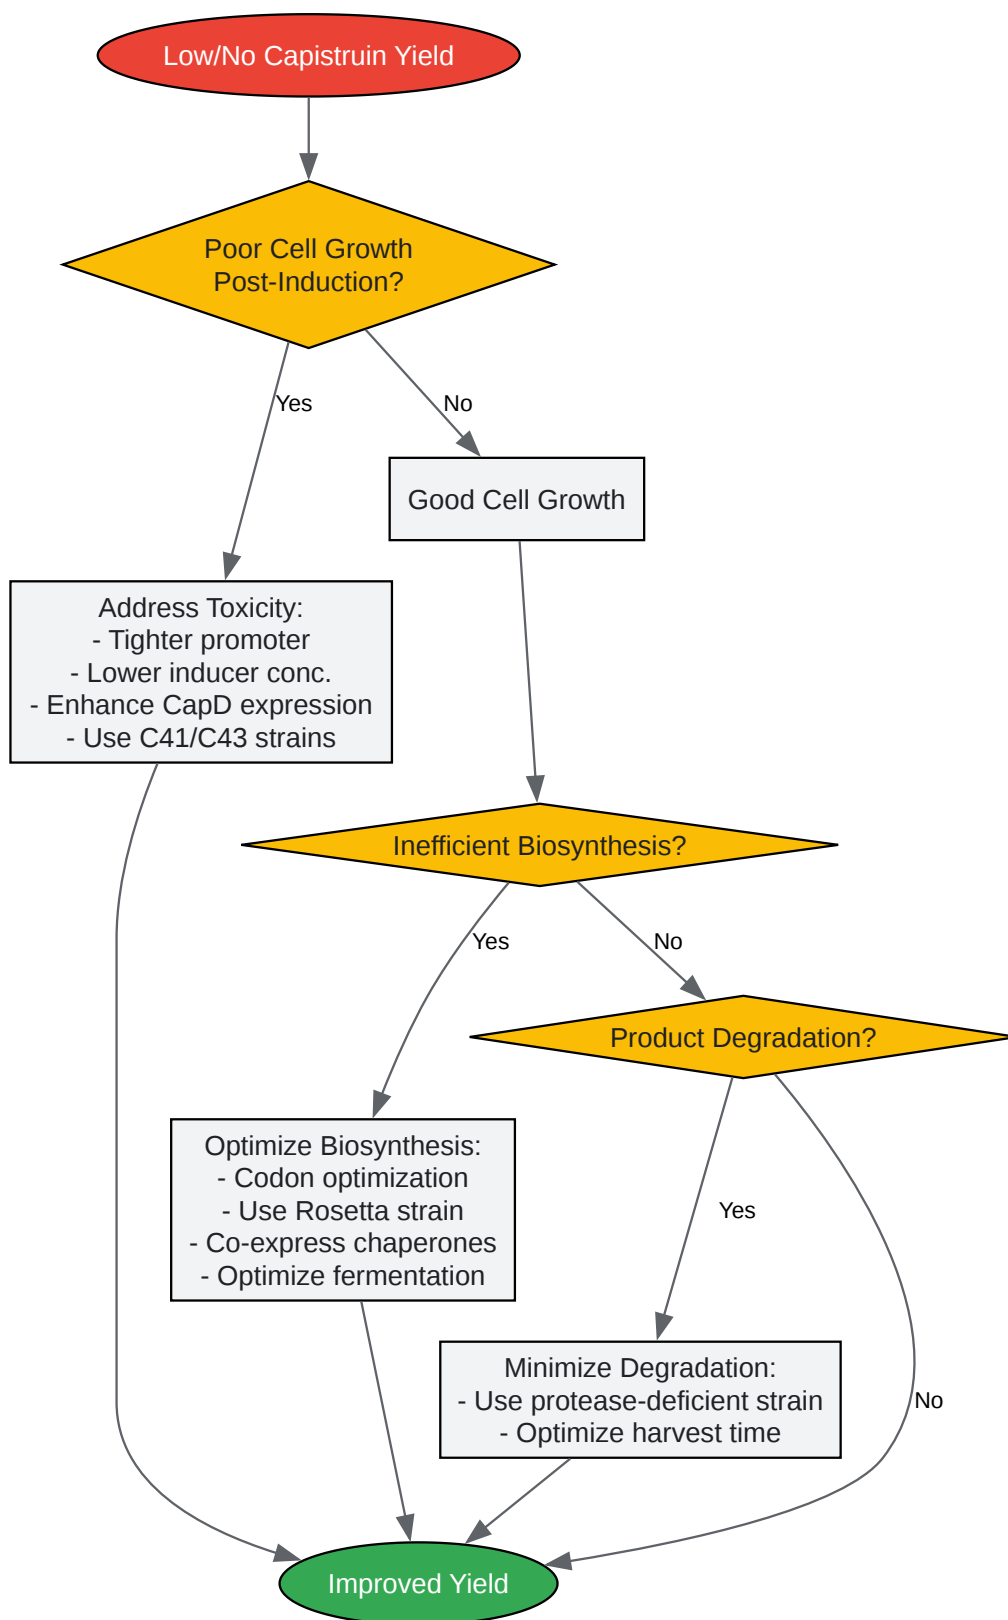 Low/No Capistruin Yield
Poor Cell Growth
Post-Induction?
Yes
No
Good Cell Growth
Address Toxicity:
- Tighter promoter
- Lower inducer conc.
- Enhance CapD expression
- Use C41/C43 strains
Inefficient Biosynthesis?
Yes
No
Product Degradation?
Optimize Biosynthesis:
- Codon optimization
- Use Rosetta strain
- Co-express chaperones
- Optimize fermentation
Yes
No
Minimize Degradation:
- Use protease-deficient strain
- Optimize harvest time
Improved Yield